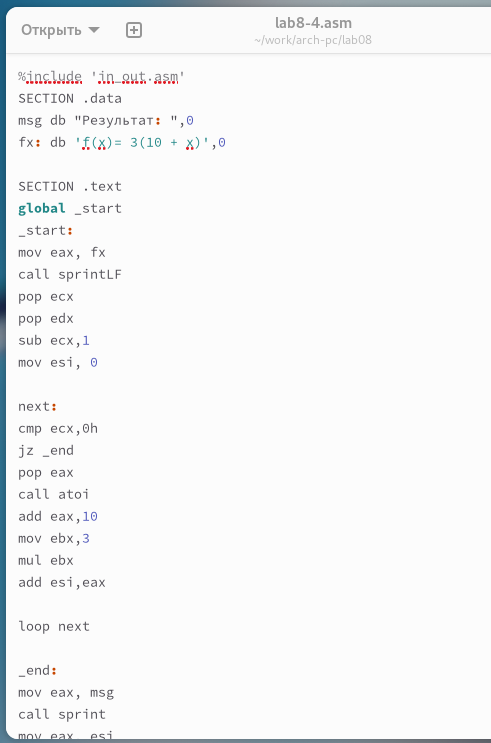 Открыть
lab8-4.asm
~/work/arch-pc/lab08
%include 'in_out.asm'
SECTION .data
msg db "Результат: ",0
fx: db 'f(x)= 3(10 + x)',0
SECTION .text
global _start
_start:
mov eax, fx
call sprintLF
pop ecx
pop edx
sub ecx,1
mov esi, 0
next:
cmp ecx,0h
jz _end
pop eax
call atoi
add eax,10
mov ebx,3
mul ebx
add esi,eax
loop next
_end:
mov eax, msg
call sprint
mov eax, esi